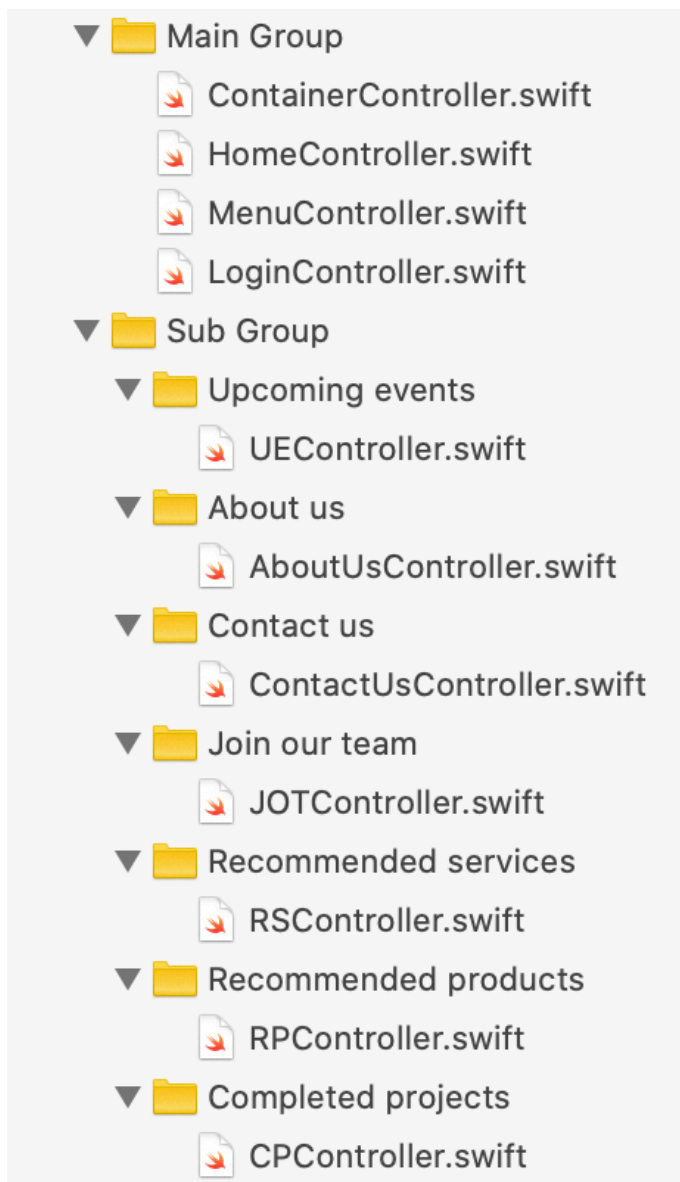 Main Group
ContainerController.swift
HomeController.swift
MenuController.swift
LoginController.swift
Sub Group
Upcoming events
UEController.swift
About us
AboutUsController.swift
Contact us
ContactUsController.swift
Join our team
JOTController.swift
Recommended services
RSController.swift
Recommended products
RPController.swift
Completed projects
CPController.swift